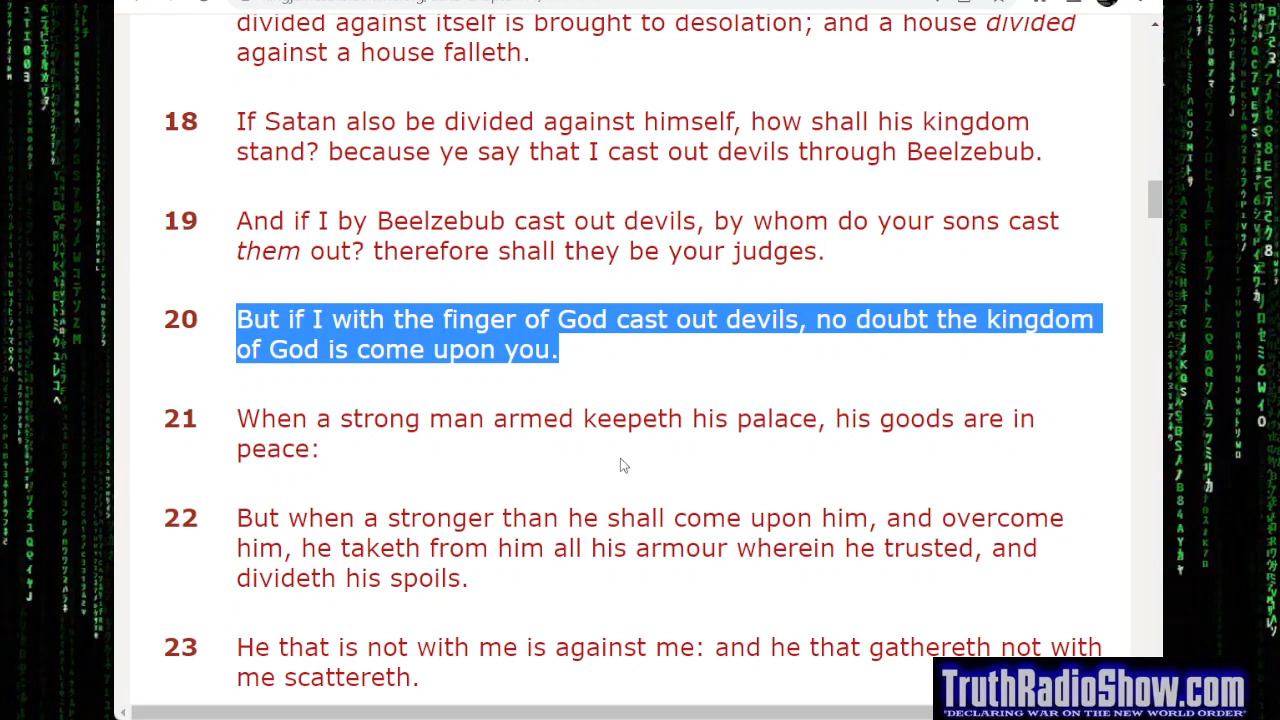 divided against itself is brought to desolation; and a house divided
against a house falleth.
18 If Satan also be divided against himself, how shall his kingdom
stand? because ye say that I cast out devils through Beelzebub.
19 And if I by Beelzebub cast out devils, by whom do your sons cast
them out? therefore shall they be your judges.
20 But if I with the finger of God cast out devils, no doubt the kingdom
of God is come upon you.
21 When a strong man armed keepeth his palace, his goods are in
peace:
22 But when a stronger than he shall come upon him, and overcome
him, he taketh from him all his armour wherein he trusted, and
divideth his spoils.
23 He that is not with me is against me: and he that gathereth not with
me scattereth.
TruthRadioShow.com
"DECLARING WAR ON THE NEW WORLD ORDER"